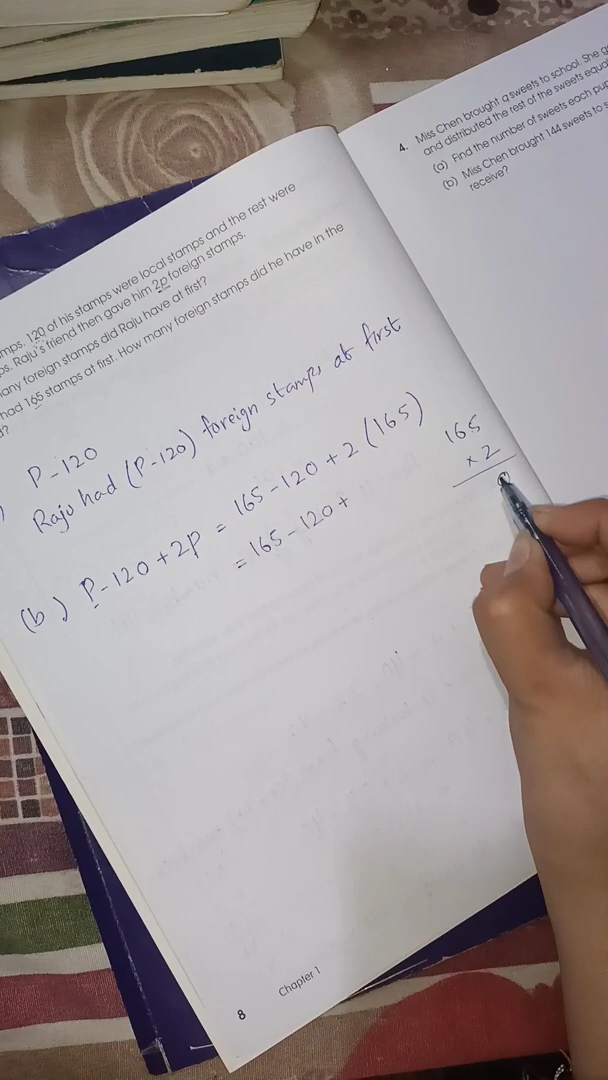 mps. 120 of his stamps were local stamps and the rest were
ps. Raju's friend then gave him 2p foreign stamps.
any foreign stamps did Raju have at first?
had 165 stamps at first. How many foreign stamps did he have in the
d?
P-120
Raju had (P-120) foreign stamps at first
(b) P-120+2P = 165-120+2(165)
= 165-120+
165
×2
0
8 Chapter 1
4. Miss Chen brought q sweets to school. She g
and distributed the rest of the sweets equal
(a) Find the number of sweets each pup
(b) Miss Chen brought 144 sweets to s
receive?